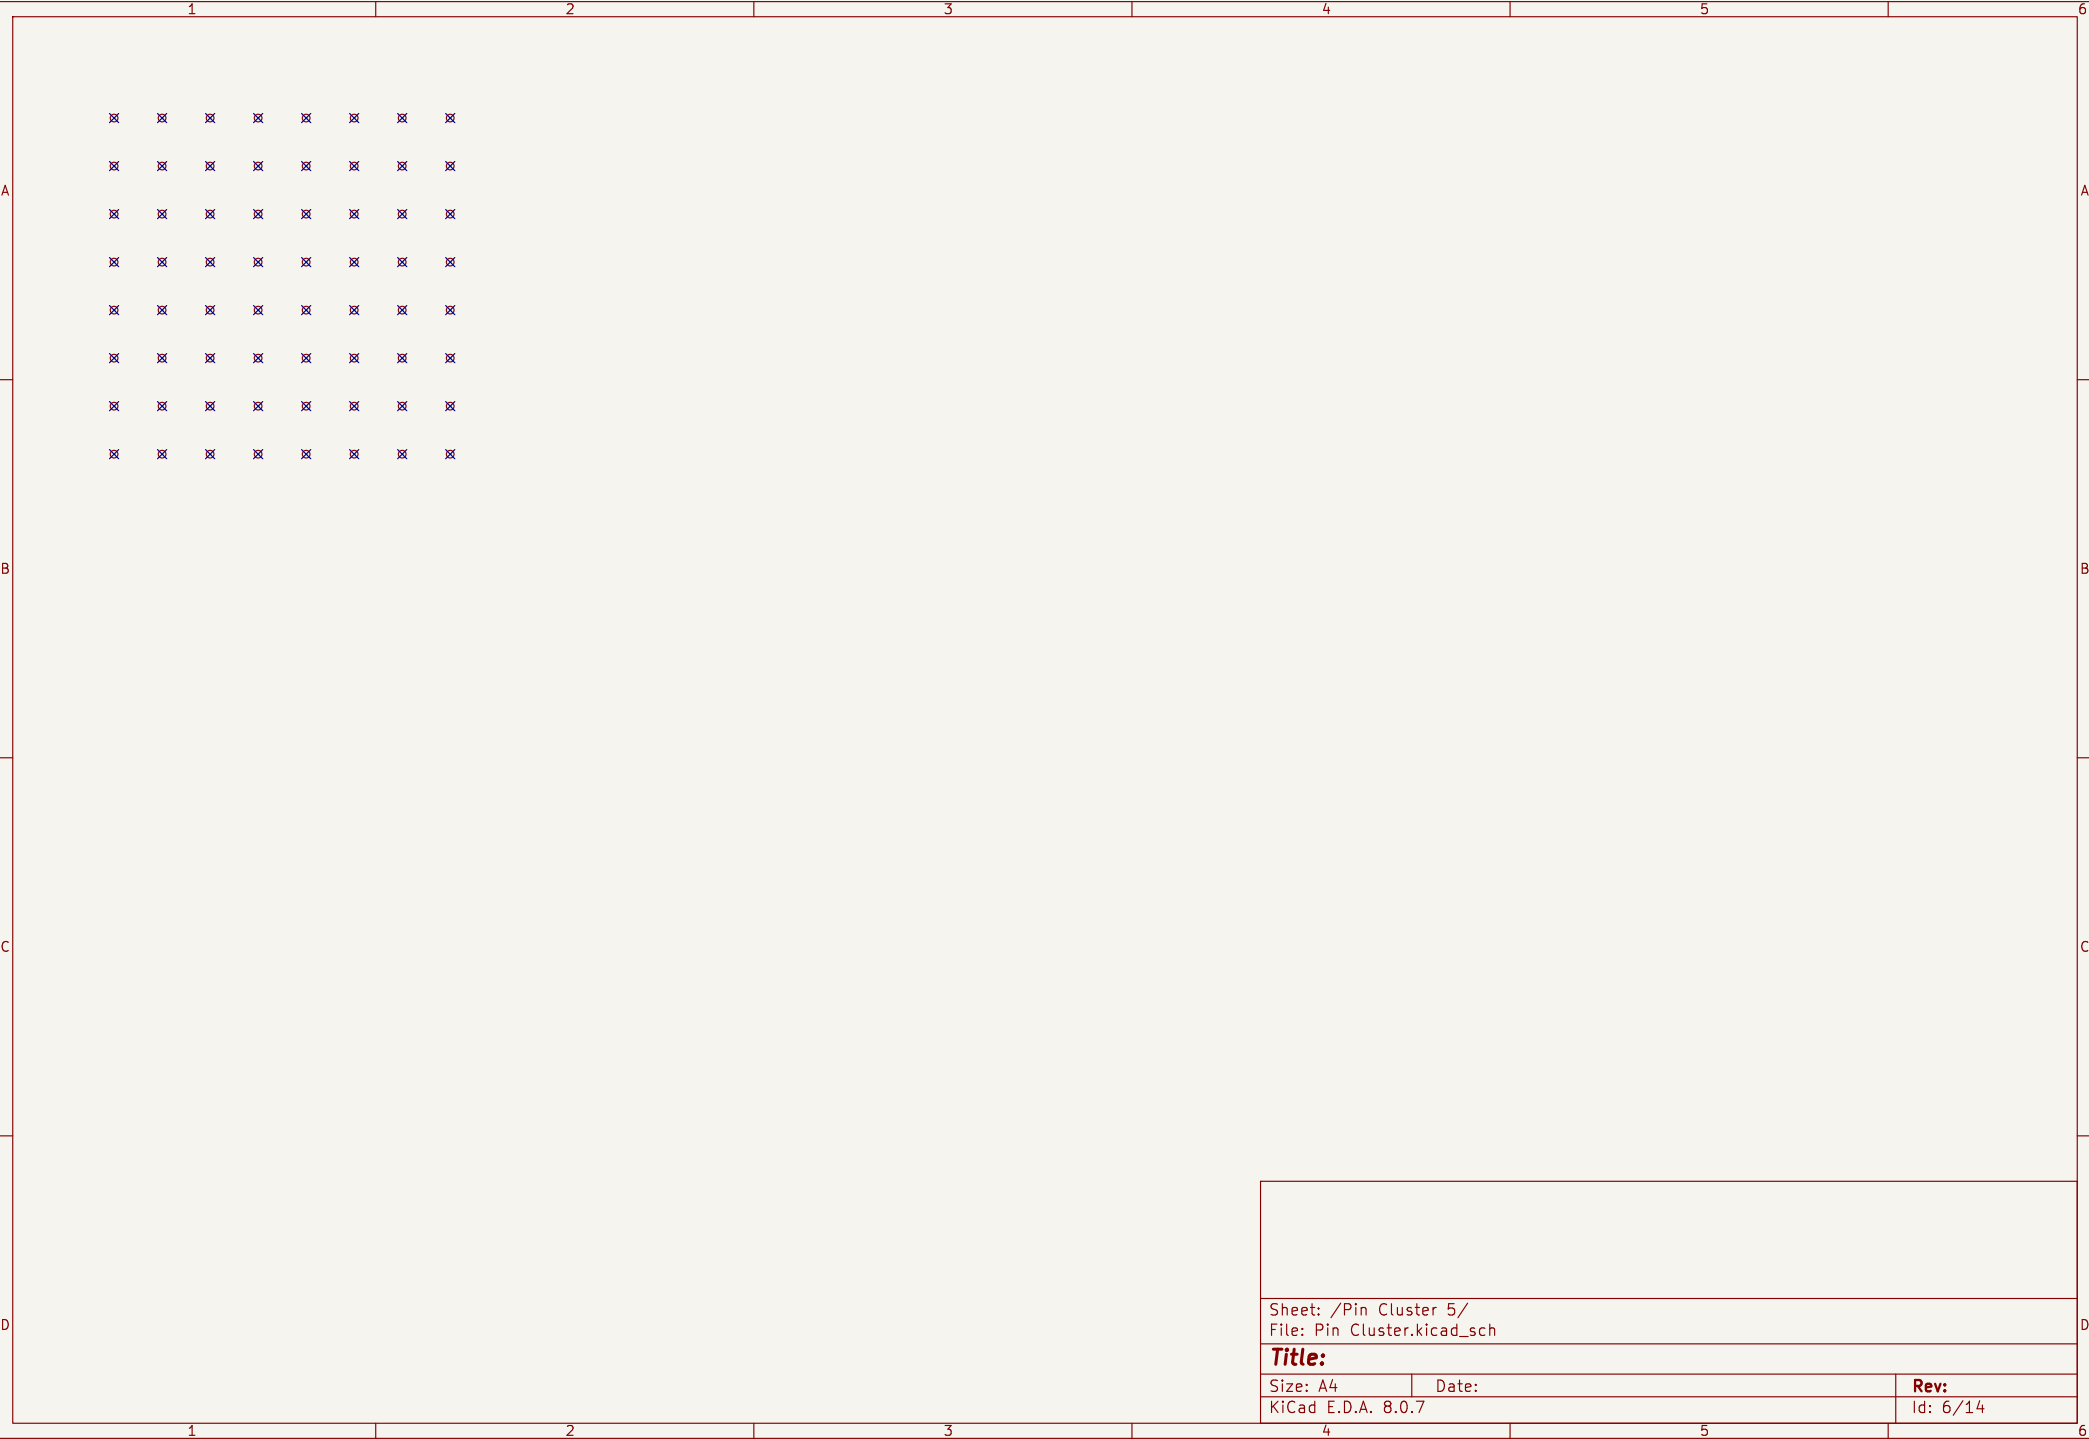 1 2 3 4 5 6
A A
B B
C C
Sheet: /Pin Cluster 5/
File: Pin Cluster.kicad_sch
D D
Title:
Size: A4 Date: Rev:
KiCad E.D.A. 8.0.7 Id: 6/14
1 2 3 4 5 6